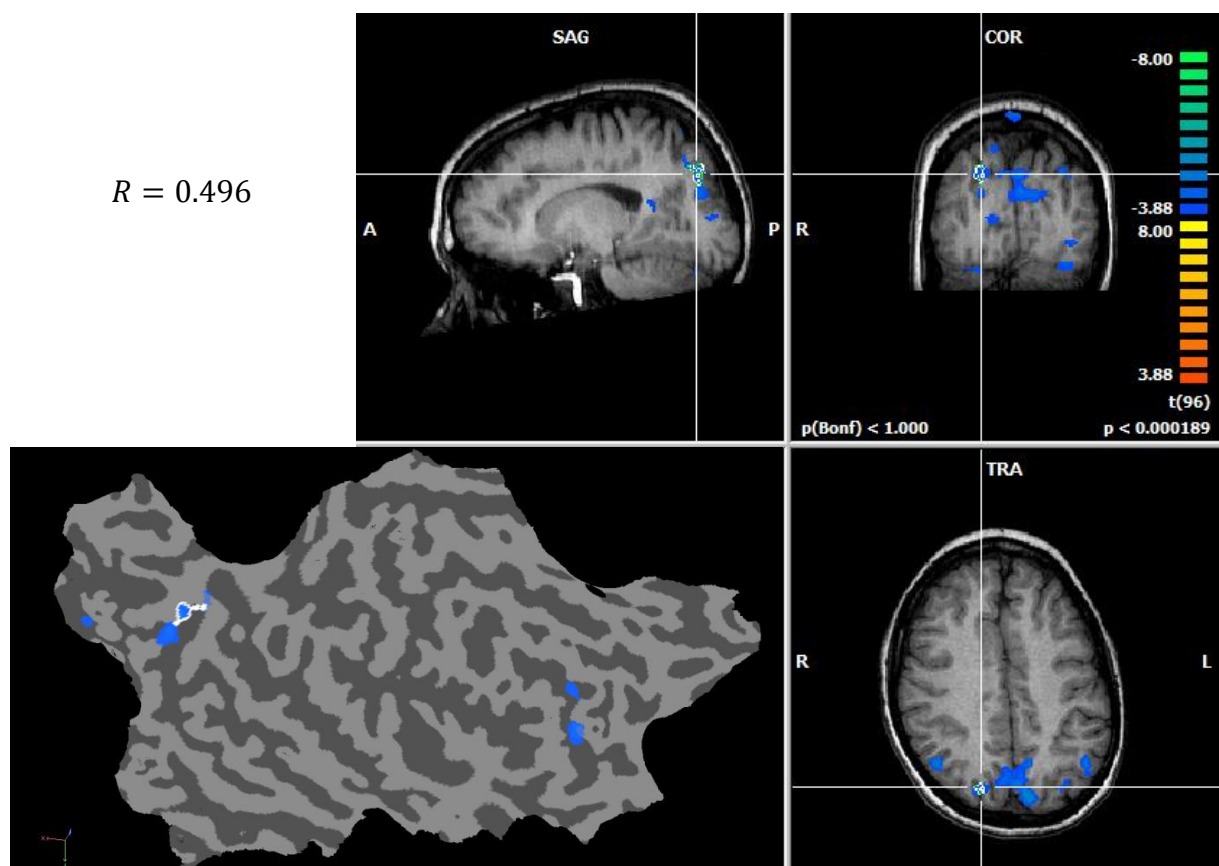 R = 0.496
SAG
A
P
COR
R
-8.00
-3.88
8.00
3.88
t(96)
p(Bonf) < 1.000
p < 0.000189
TRA
R
L